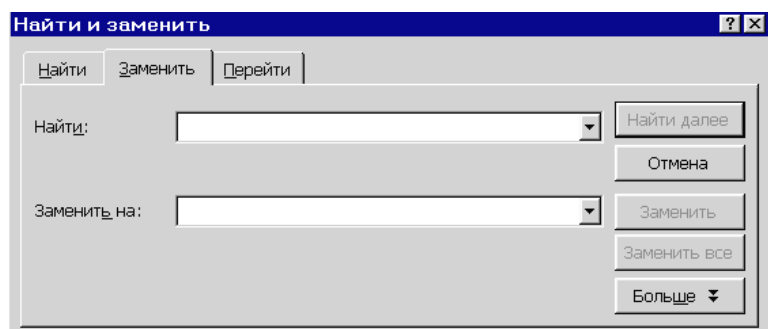 Найти и заменить
Найти Заменить Перейти
Найти: Найти далее
Отмена
Заменить на: Заменить
Заменить все
Больше